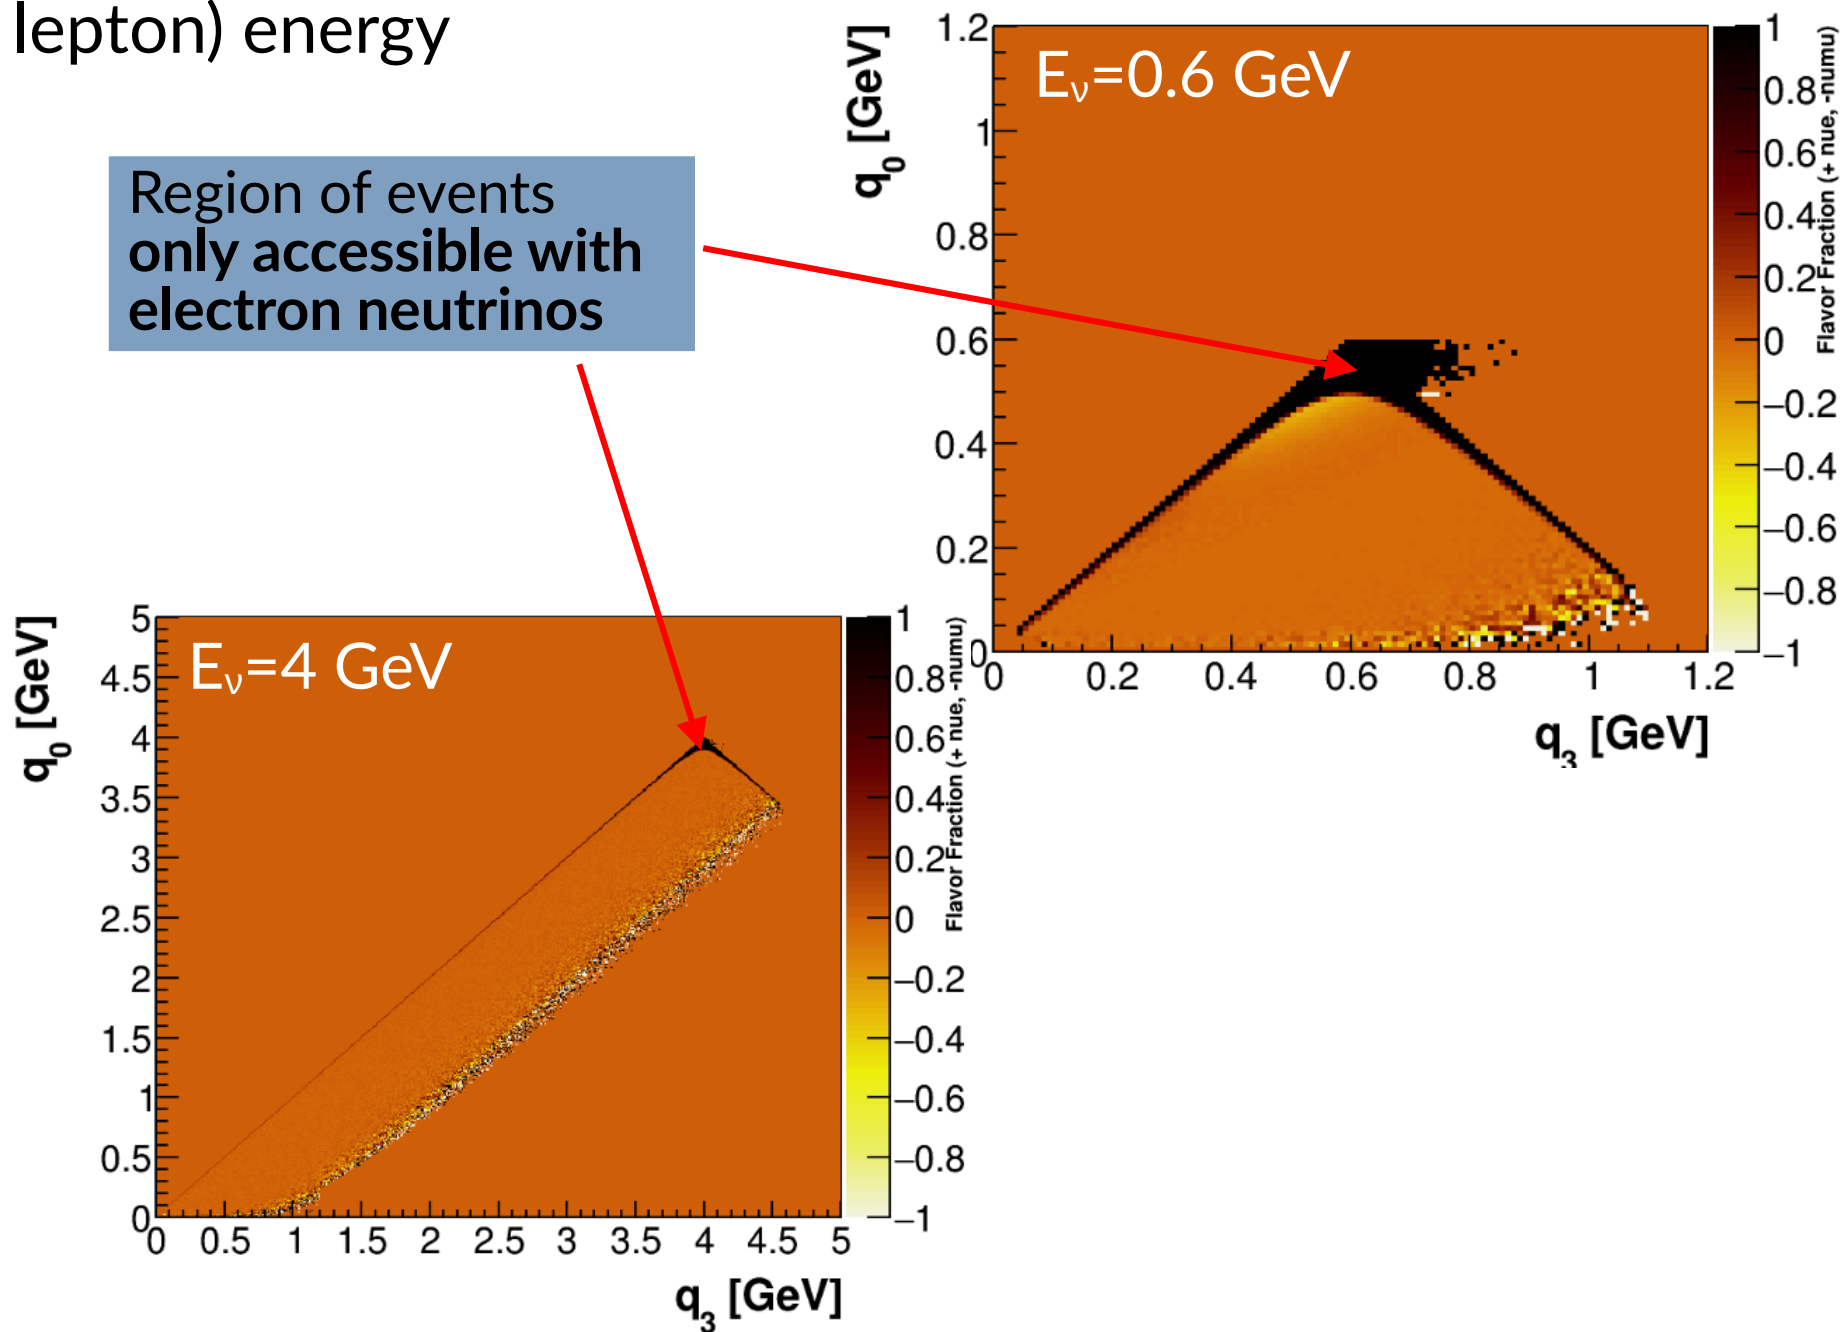 lepton) energy
Region of events
only accessible with
electron neutrinos
Eν=0.6 GeV
q0 [GeV]
1.2
1
0.8
0.6
0.4
0.2
0
0 0.2 0.4 0.6 0.8 1 1.2
q3 [GeV]
1
0.8
0.6
0.4
0.2
0
−0.2
−0.4
−0.6
−0.8
−1
Flavor Fraction (+ nue, -numu)
Eν=4 GeV
q0 [GeV]
5
4.5
4
3.5
3
2.5
2
1.5
1
0.5
0
0 0.5 1 1.5 2 2.5 3 3.5 4 4.5 5
q3 [GeV]
1
0.8
0.6
0.4
0.2
0
−0.2
−0.4
−0.6
−0.8
−1
Flavor Fraction (+ nue, -numu)